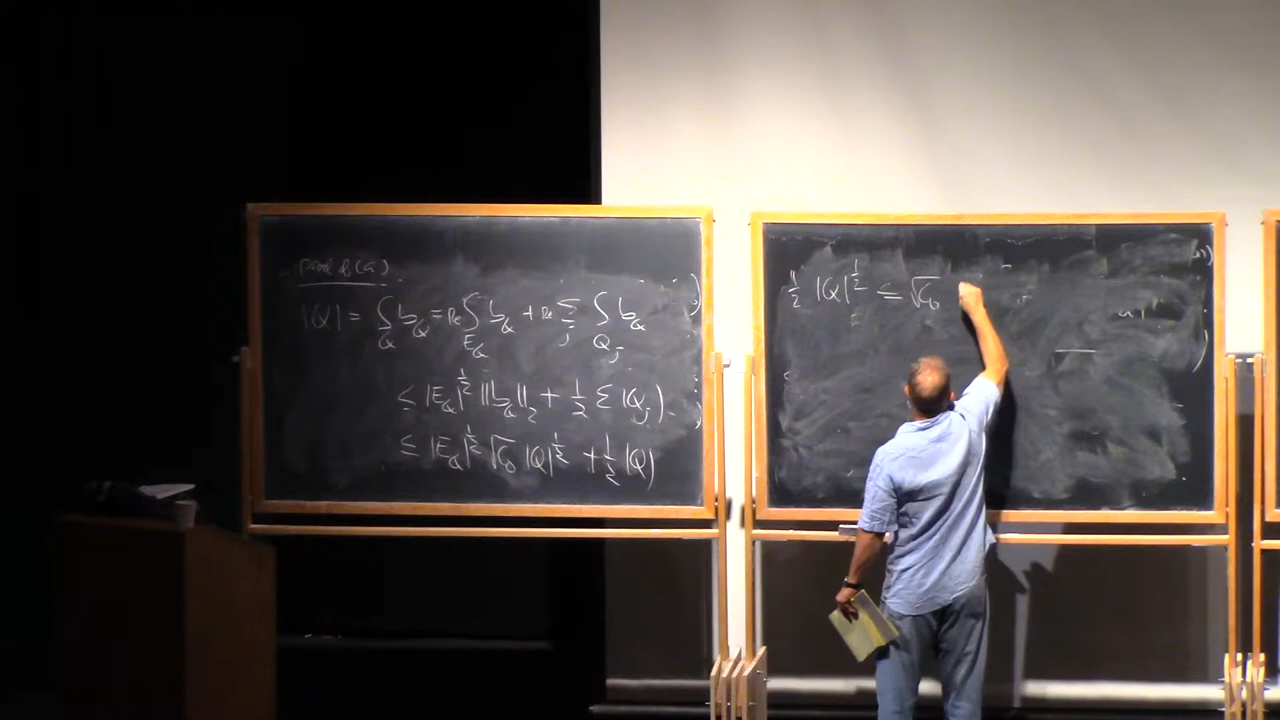 proof of (a).
|Q| = ∫_Q b_Q = Re ∫_{E_Q} b_Q + Re Σ_j ∫_{Q_j} b_Q
≤ |E_Q|^{1/2} ||b_Q||_2 + 1/2 Σ |Q_j|
≤ |E_Q|^{1/2} √C_0 |Q|^{1/2} + 1/2 |Q|
1/2 |Q|^{1/2} ≤ √C_0